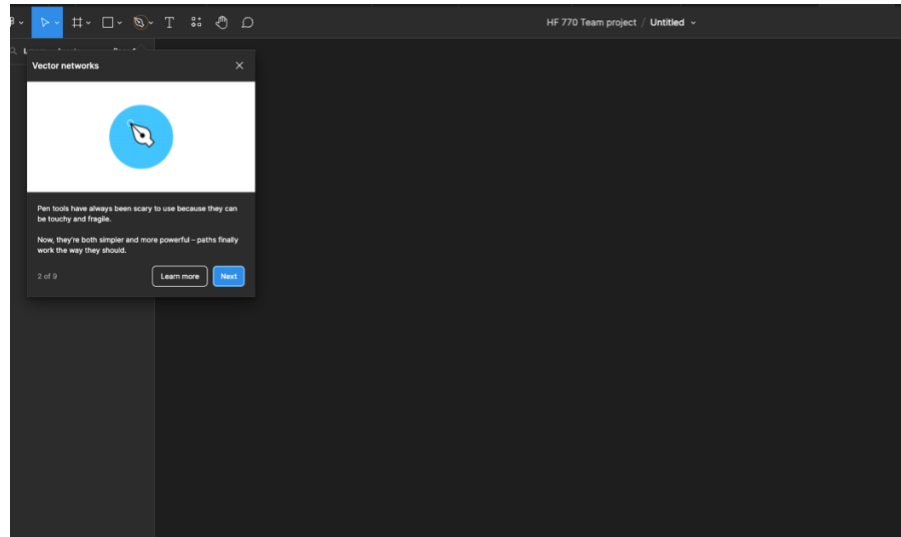 HF 770 Team project / Untitled
Vector networks
Pen tools have always been scary to use because they can
be touchy and fragile.
Now, they're both simpler and more powerful – paths finally
work the way they should.
2 of 9
Learn more
Next